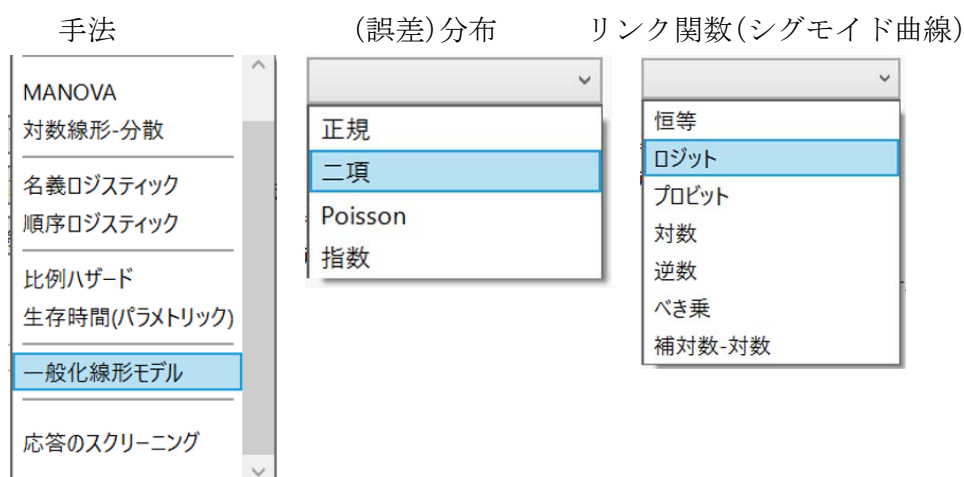 手法
(誤差)分布
リンク関数(シグモイド曲線)
MANOVA
対数線形-分散
名義ロジスティック
順序ロジスティック
比例ハザード
生存時間(パラメトリック)
一般化線形モデル
応答のスクリーニング
正規
二項
Poisson
指数
恒等
ロジット
プロビット
対数
逆数
べき乗
補対数-対数